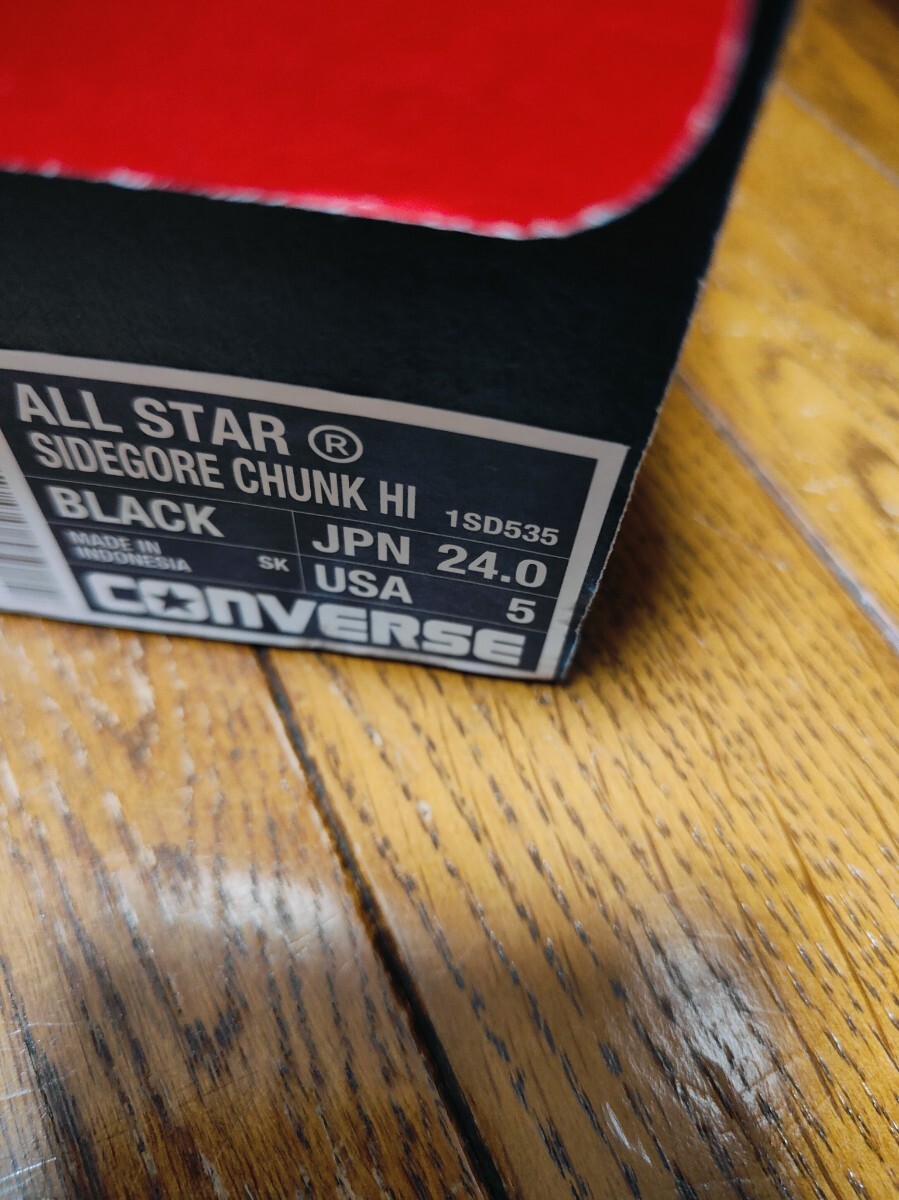 ALL STAR ®
SIDEGORE CHUNK HI 1SD535
BLACK JPN 24.0
MADE IN
INDONESIA SK USA 5
CONVERSE